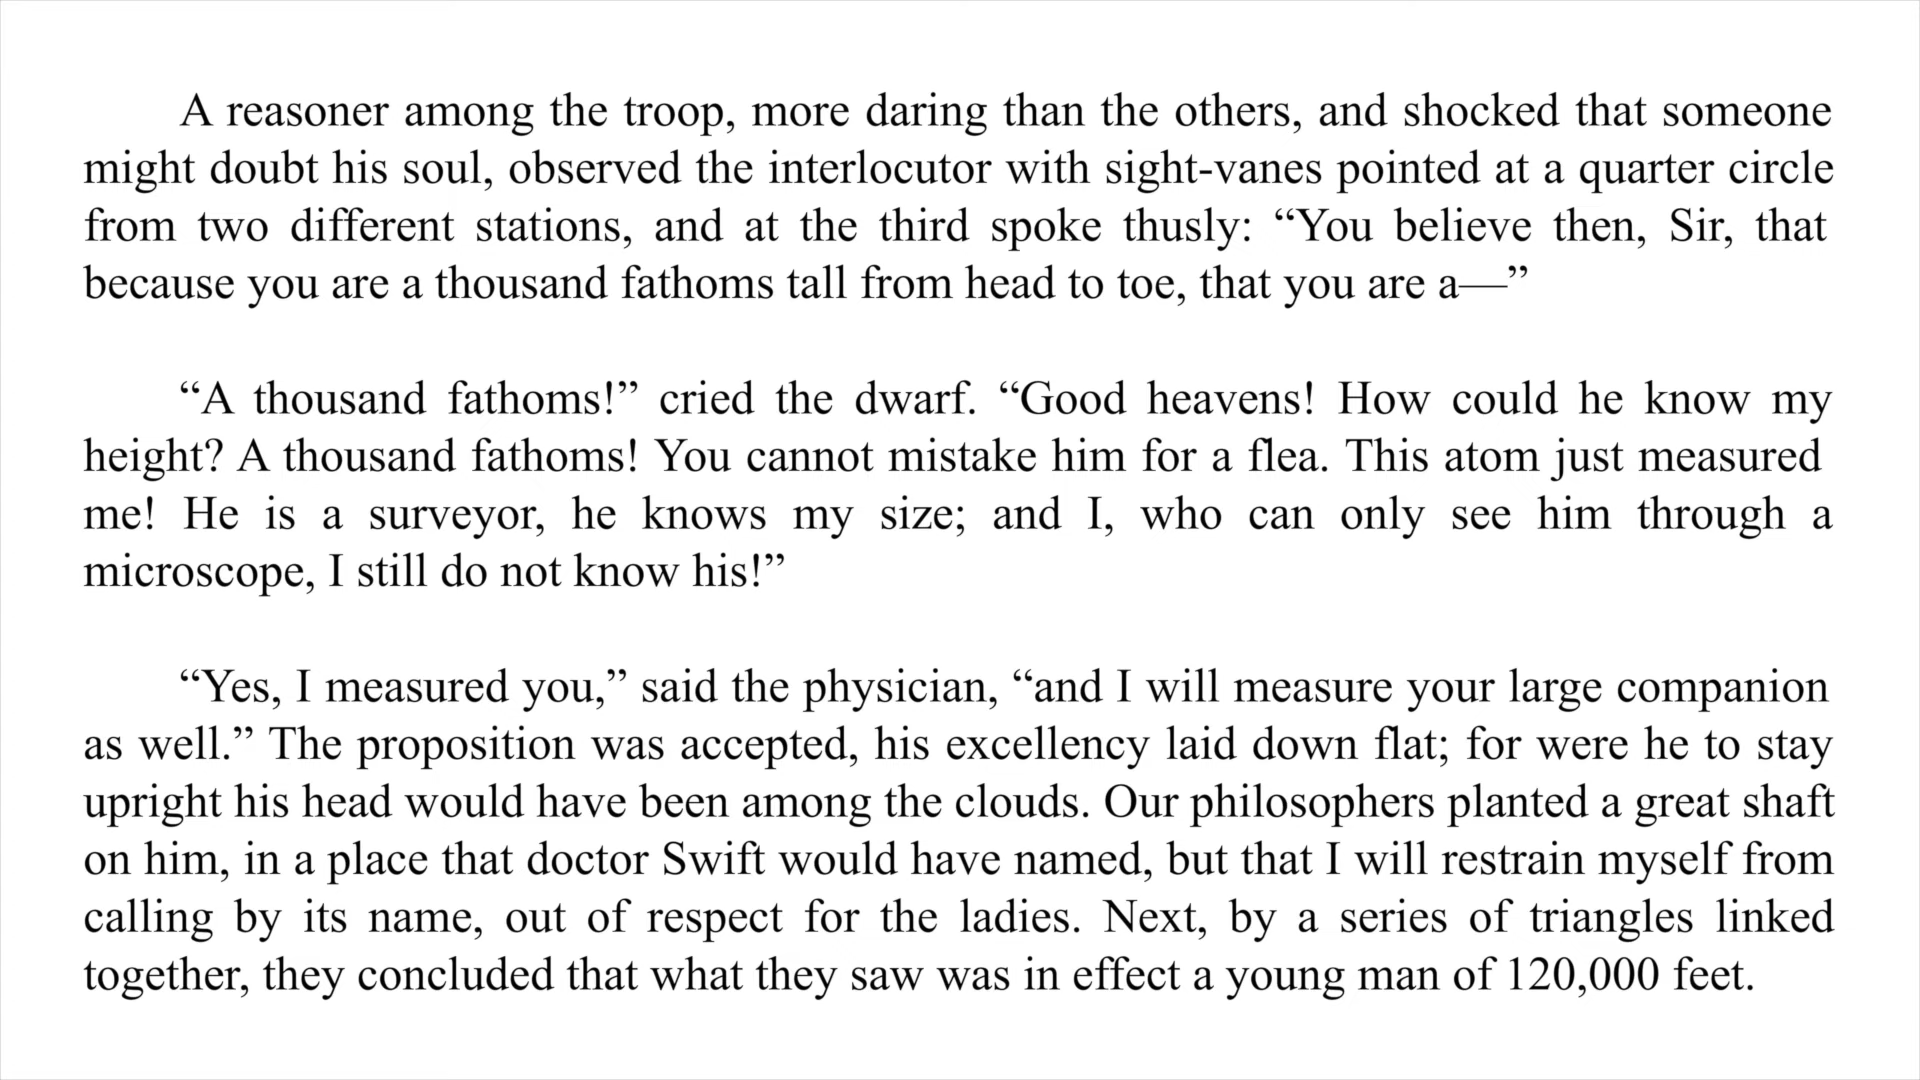 A reasoner among the troop, more daring than the others, and shocked that someone
might doubt his soul, observed the interlocutor with sight-vanes pointed at a quarter circle
from two different stations, and at the third spoke thusly: “You believe then, Sir, that
because you are a thousand fathoms tall from head to toe, that you are a—”
“A thousand fathoms!” cried the dwarf. “Good heavens! How could he know my
height? A thousand fathoms! You cannot mistake him for a flea. This atom just measured
me! He is a surveyor, he knows my size; and I, who can only see him through a
microscope, I still do not know his!”
“Yes, I measured you,” said the physician, “and I will measure your large companion
as well.” The proposition was accepted, his excellency laid down flat; for were he to stay
upright his head would have been among the clouds. Our philosophers planted a great shaft
on him, in a place that doctor Swift would have named, but that I will restrain myself from
calling by its name, out of respect for the ladies. Next, by a series of triangles linked
together, they concluded that what they saw was in effect a young man of 120,000 feet.